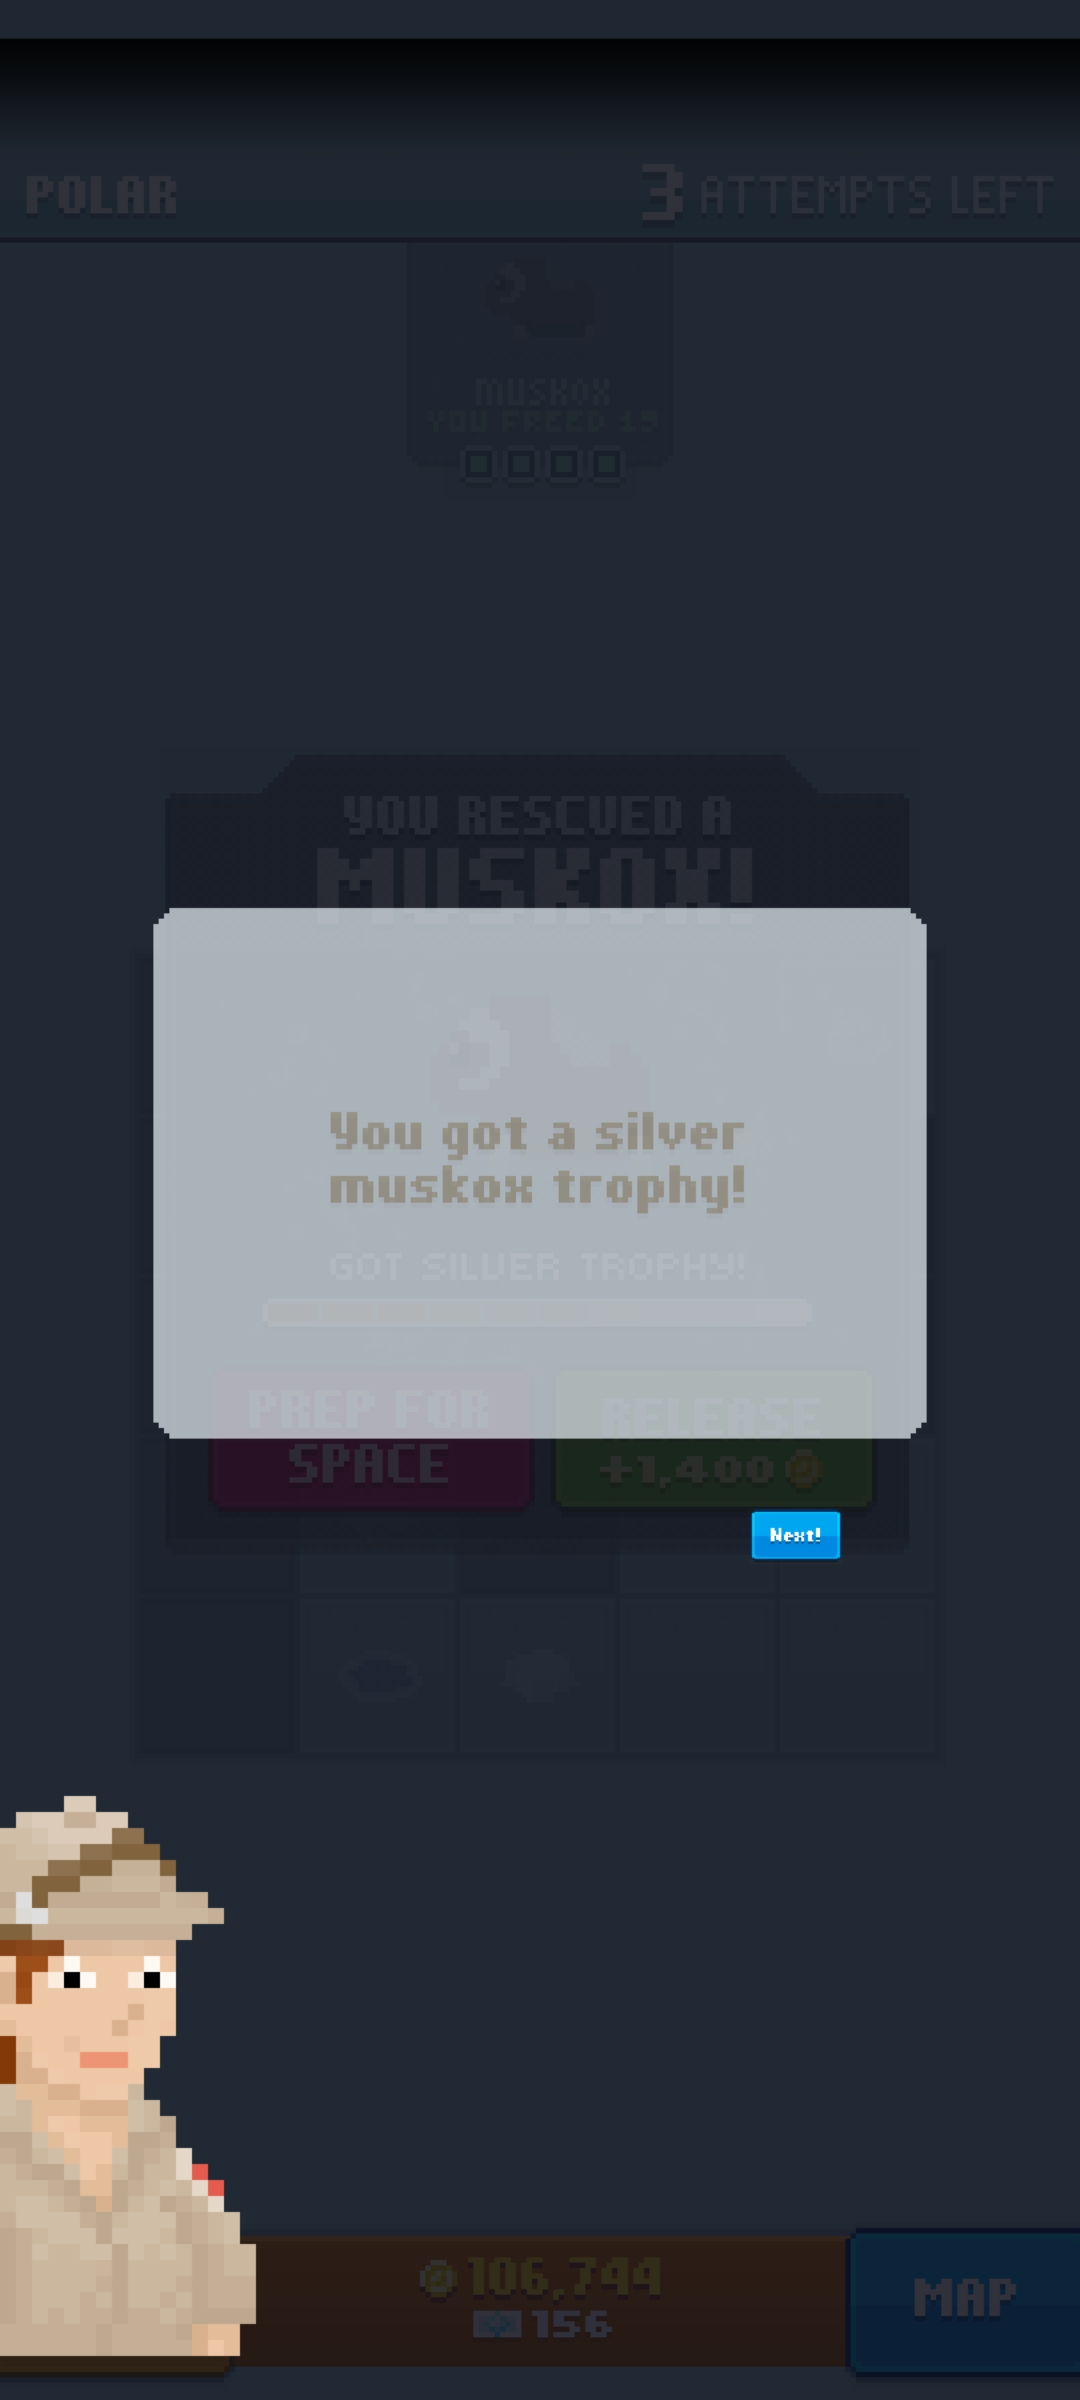 POLAR
3 ATTEMPTS LEFT
MUSKOX
YOU FREED 19
YOU RESCUED A
MUSKOX!
You got a silver
muskox trophy!
GOT SILVER TROPHY!
PREP FOR
SPACE
RELEASE
+1,400
Next!
106,744
156
MAP